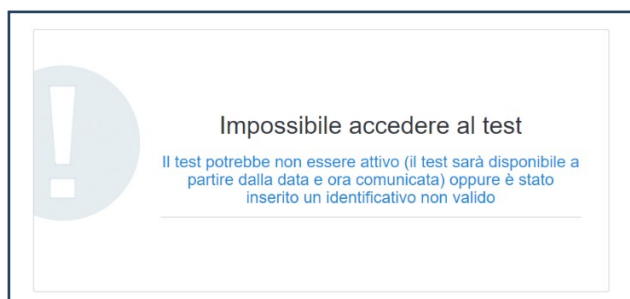 Impossibile accedere al test
Il test potrebbe non essere attivo (il test sarà disponibile a
partire dalla data e ora comunicata) oppure è stato
inserito un identificativo non valido